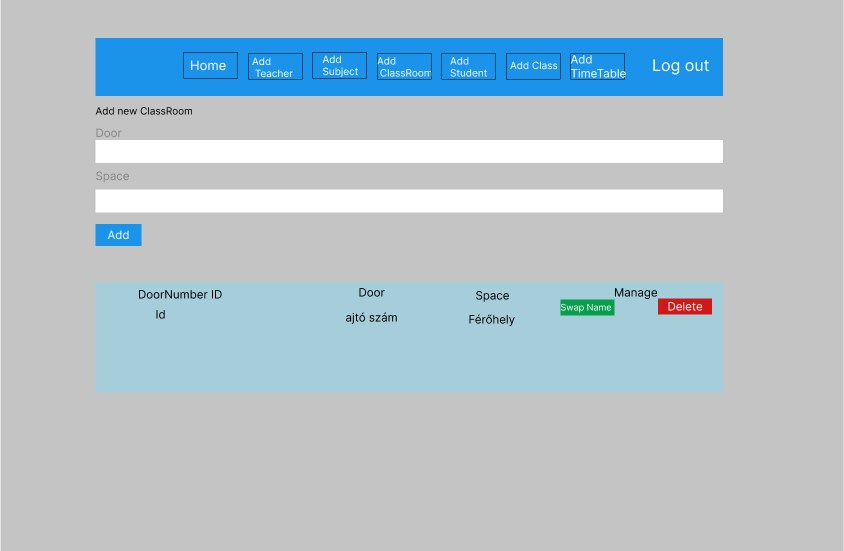 Home
Add
Teacher
Add
Subject
Add
ClassRoom
Add
Student
Add Class
Add
TimeTable
Log out
Add new ClassRoom
Door
Space
Add
DoorNumber ID
Door
Space
Manage
Id
ajtó szám
Férőhely
Swap Name
Delete